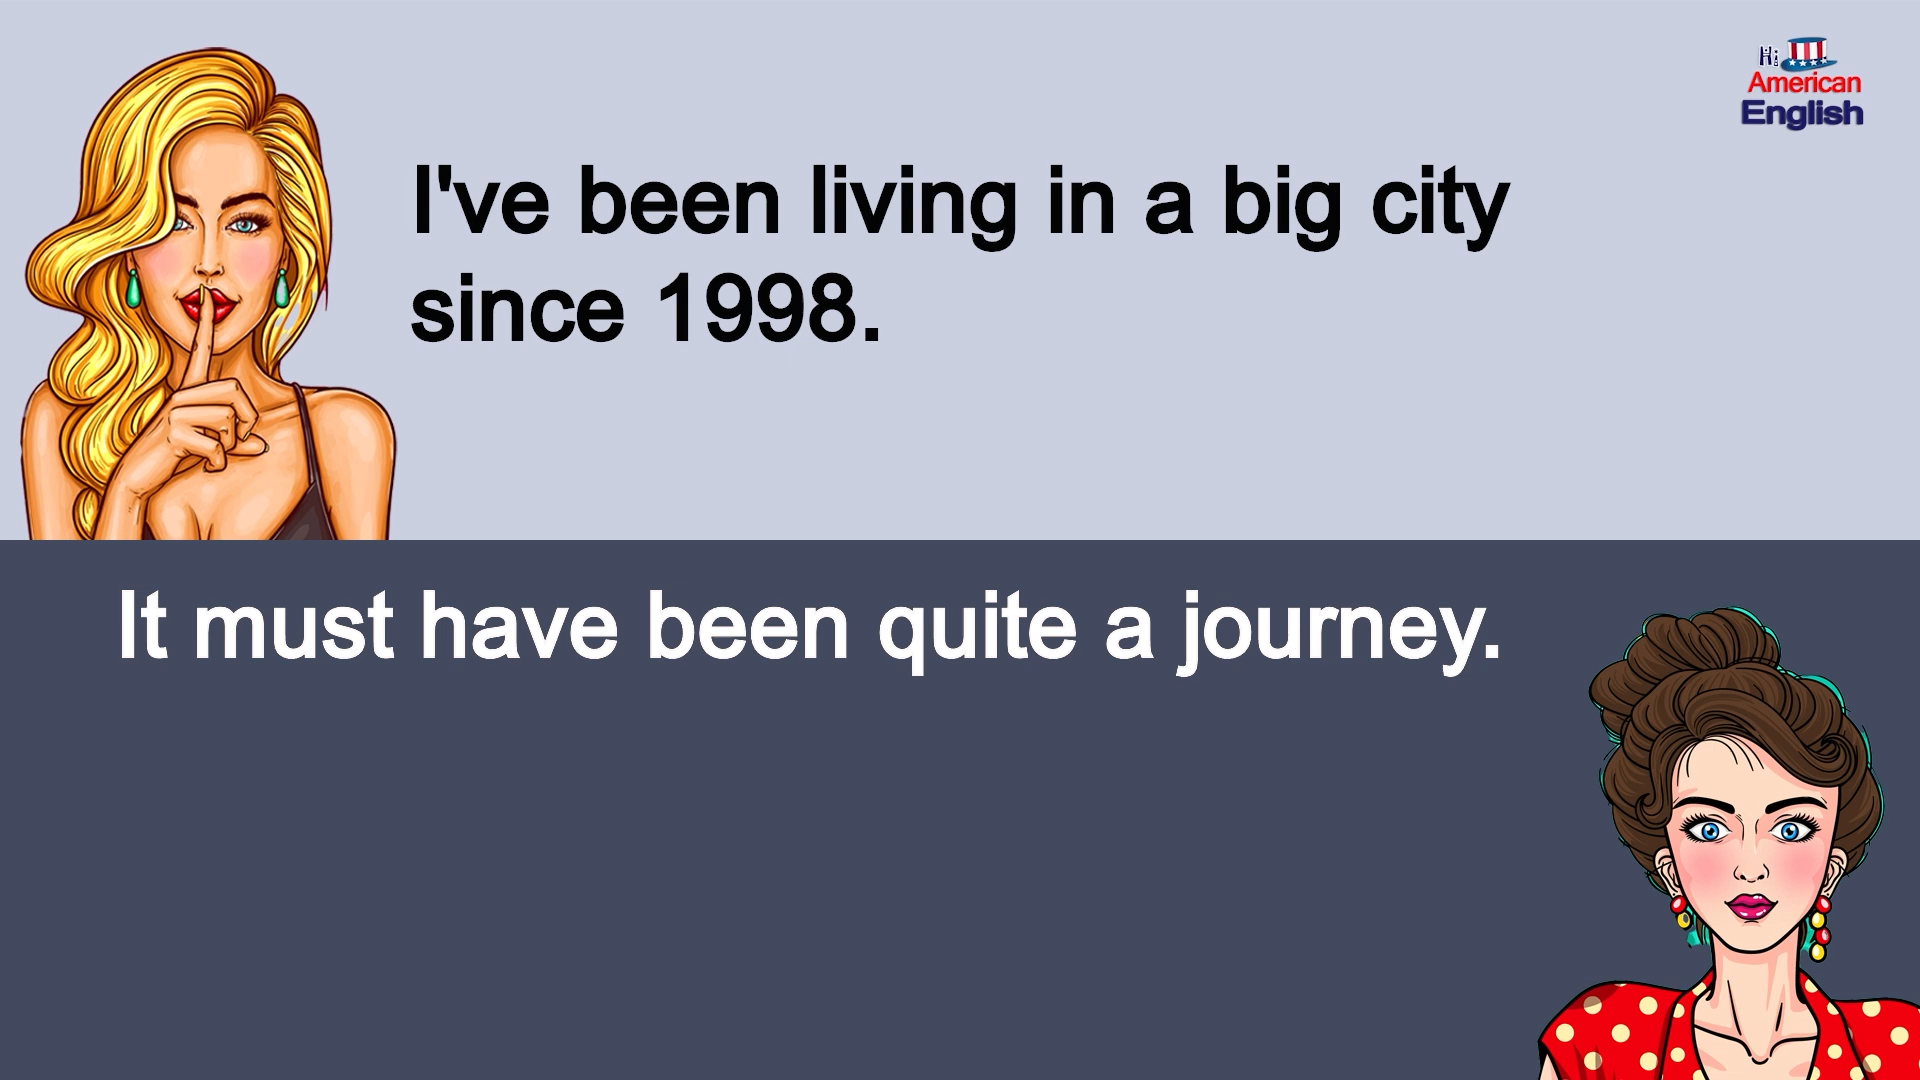 Hi
American
English
I've been living in a big city
since 1998.
It must have been quite a journey.